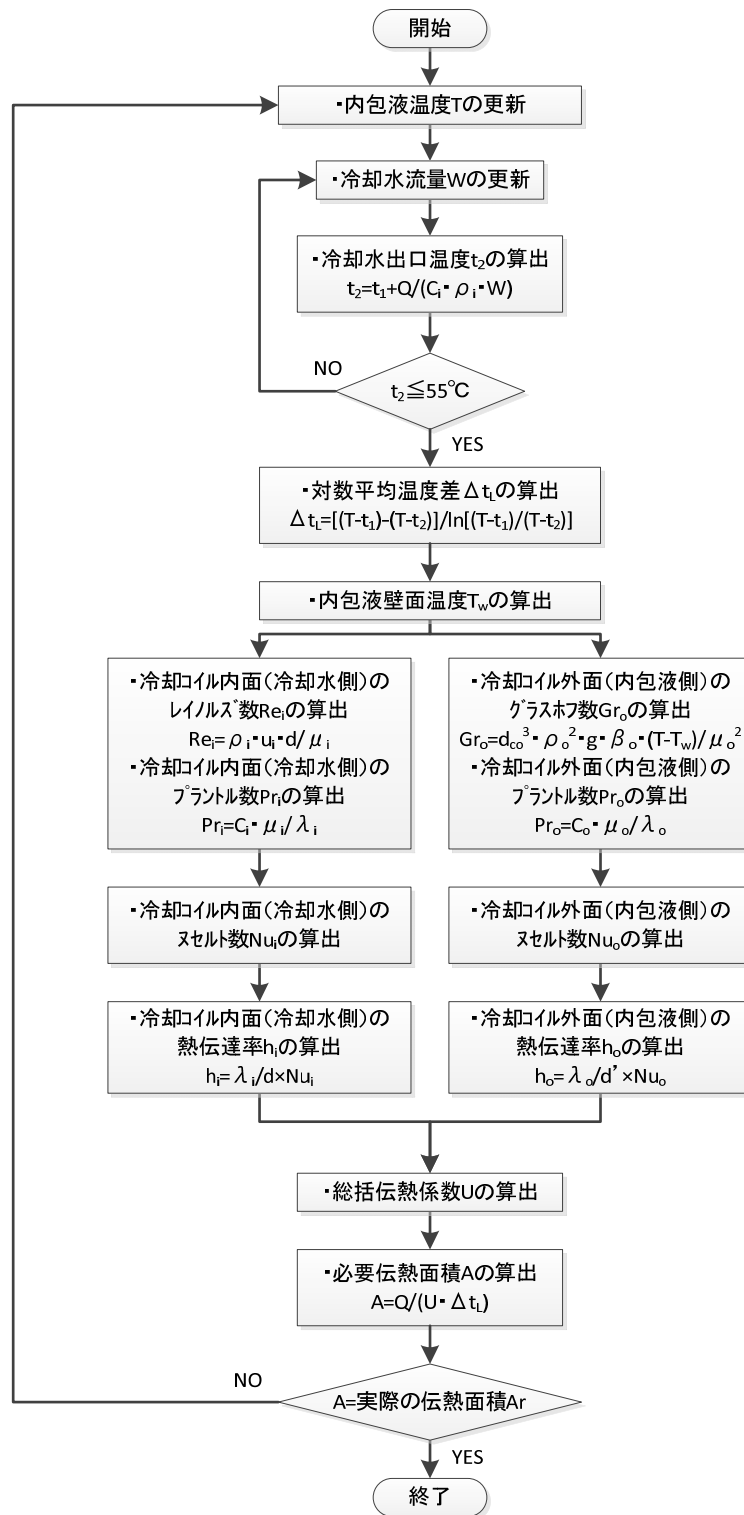 開始
・内包液温度Tの更新
・冷却水流量Wの更新
・冷却水出口温度t₂の算出
t₂=t₁+Q/(Cᵢ・ρᵢ・W)
NO
t₂≦55℃
YES
・対数平均温度差Δt_Lの算出
Δt_L=[(T-t₁)-(T-t₂)]/ln[(T-t₁)/(T-t₂)]
・内包液壁面温度T_wの算出
・冷却コイル内面(冷却水側)の
レイノルズ数Reᵢの算出
Reᵢ=ρᵢ・uᵢ・d/μᵢ
・冷却コイル内面(冷却水側)の
プラントル数Prᵢの算出
Prᵢ=Cᵢ・μᵢ/λᵢ
・冷却コイル外面(内包液側)の
グラスホフ数Grₒの算出
Grₒ=d_co³・ρₒ²・g・βₒ・(T-T_w)/μₒ²
・冷却コイル外面(内包液側)の
プラントル数Prₒの算出
Prₒ=Cₒ・μₒ/λₒ
・冷却コイル内面(冷却水側)の
ヌセルト数Nuᵢの算出
・冷却コイル外面(内包液側)の
ヌセルト数Nuₒの算出
・冷却コイル内面(冷却水側)の
熱伝達率hᵢの算出
hᵢ=λᵢ/d×Nuᵢ
・冷却コイル外面(内包液側)の
熱伝達率hₒの算出
hₒ=λₒ/d'×Nuₒ
・総括伝熱係数Uの算出
・必要伝熱面積Aの算出
A=Q/(U・Δt_L)
NO
A=実際の伝熱面積Ar
YES
終了